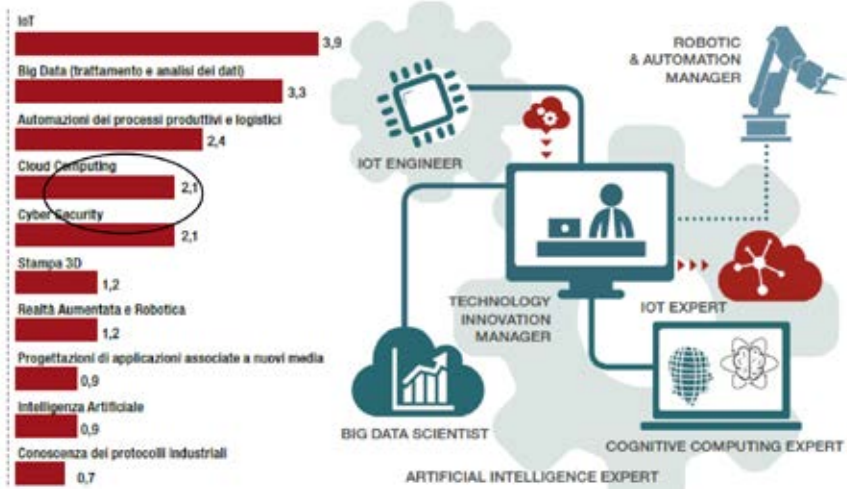 IoT
3,9
Big Data (trattamento e analisi dei dati)
3,3
Automazioni dei processi produttivi e logistici
2,4
Cloud Computing
2,1
Cyber Security
2,1
Stampa 3D
1,2
Realtà Aumentata e Robotica
1,2
Progettazioni di applicazioni associate a nuovi media
0,9
Intelligenza Artificiale
0,9
Conoscenza dei protocolli industriali
0,7
ROBOTIC
& AUTOMATION
MANAGER
IOT ENGINEER
TECHNOLOGY
INNOVATION
MANAGER
IOT EXPERT
BIG DATA SCIENTIST
COGNITIVE COMPUTING EXPERT
ARTIFICIAL INTELLIGENCE EXPERT